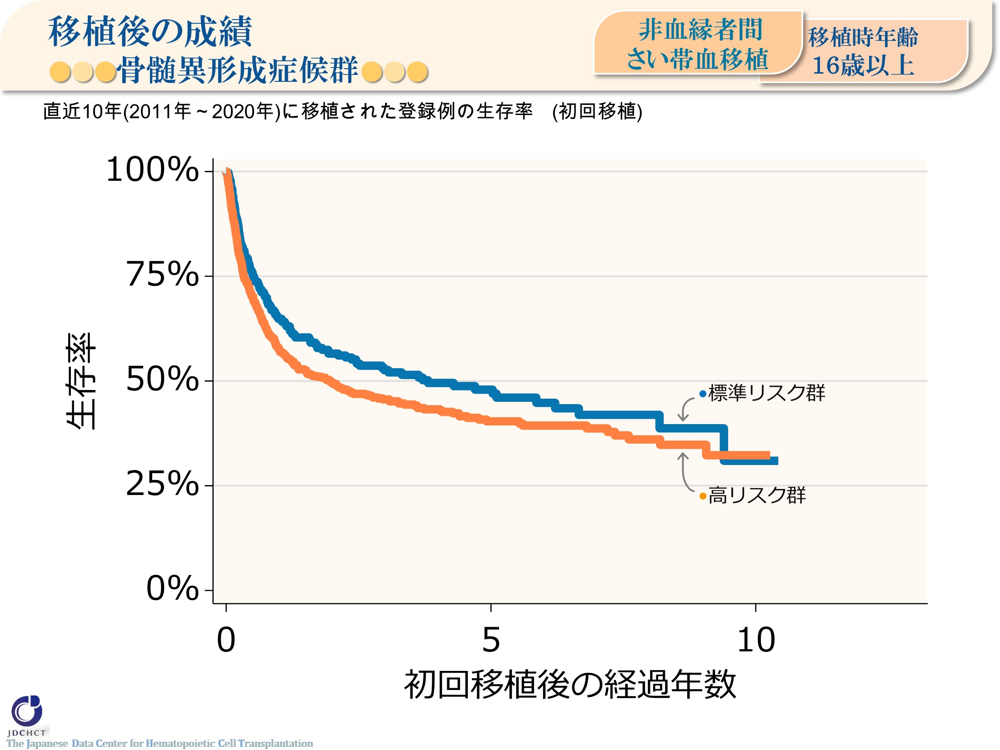 移植後の成績
骨髄異形成症候群
非血縁者間
さい帯血移植
移植時年齢
16歳以上
直近10年(2011年～2020年)に移植された登録例の生存率　(初回移植)
100%
75%
50%
25%
0%
生存率
標準リスク群
高リスク群
0 5 10
初回移植後の経過年数
JDCHCT
The Japanese Data Center for Hematopoietic Cell Transplantation